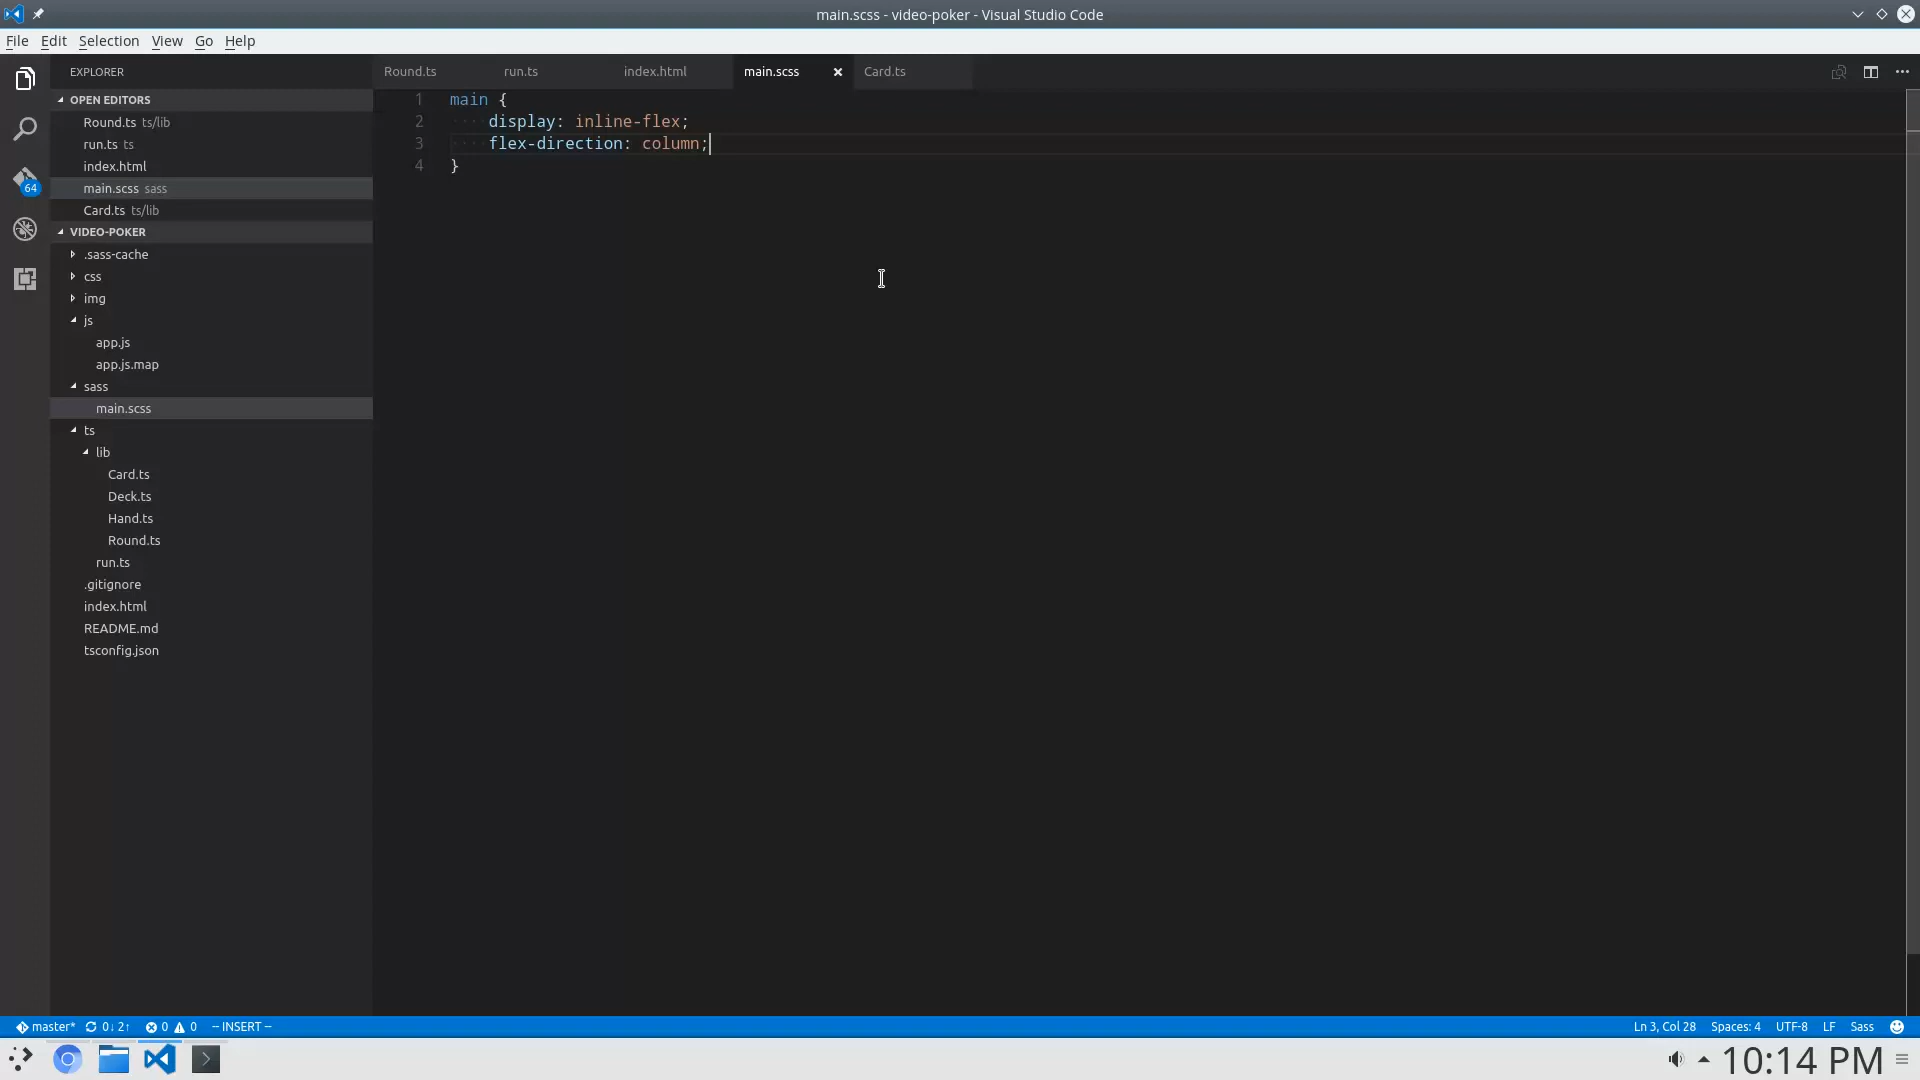 main.scss - video-poker - Visual Studio Code
File Edit Selection View Go Help
EXPLORER
OPEN EDITORS
Round.ts ts/lib
run.ts ts
index.html
main.scss sass
Card.ts ts/lib
64
VIDEO-POKER
.sass-cache
css
img
js
app.js
app.js.map
sass
main.scss
ts
lib
Card.ts
Deck.ts
Hand.ts
Round.ts
run.ts
.gitignore
index.html
README.md
tsconfig.json
Round.ts run.ts index.html main.scss Card.ts
1 main {
2 ····display: inline-flex;
3 ····flex-direction: column;
4 }
master* 0↓ 2↑ 0 0 -- INSERT --
Ln 3, Col 28 Spaces: 4 UTF-8 LF Sass
10:14 PM